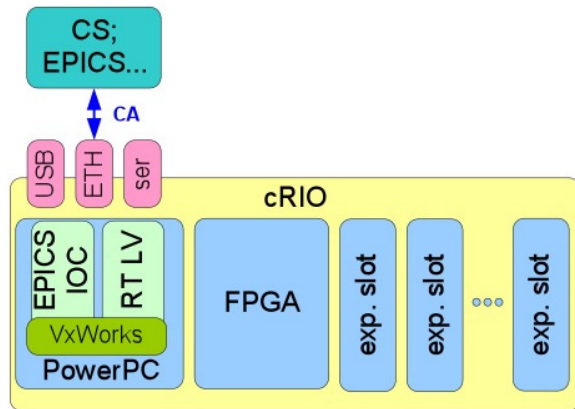 CS;
EPICS...
CA
USB
ETH
ser
cRIO
EPICS
IOC
RT LV
VxWorks
PowerPC
FPGA
exp. slot
exp. slot
exp. slot